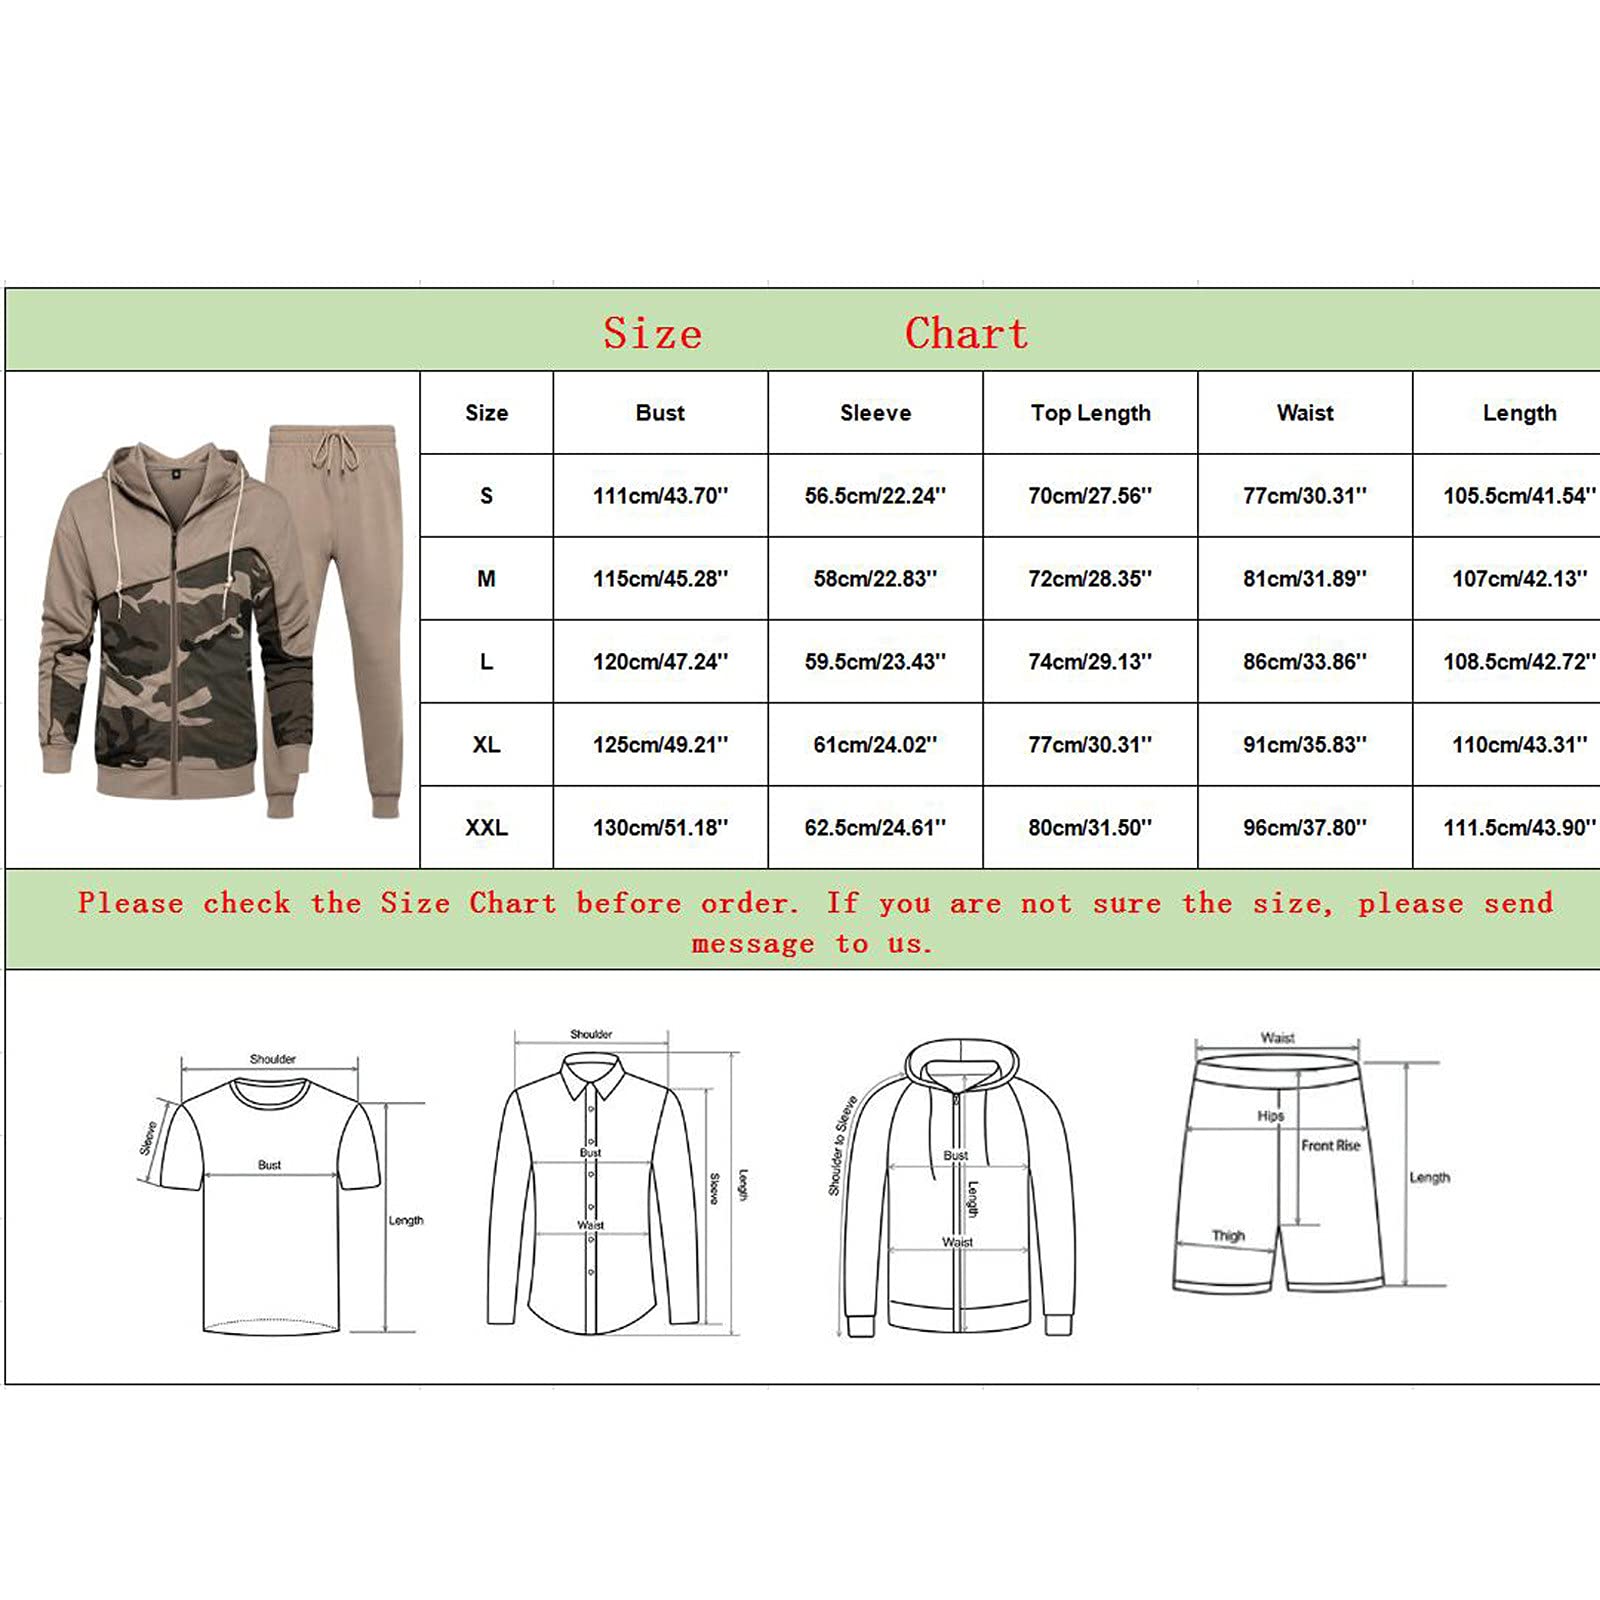 Size Chart
Size Bust Sleeve Top Length Waist Length
S 111cm/43.70'' 56.5cm/22.24'' 70cm/27.56'' 77cm/30.31'' 105.5cm/41.54''
M 115cm/45.28'' 58cm/22.83'' 72cm/28.35'' 81cm/31.89'' 107cm/42.13''
L 120cm/47.24'' 59.5cm/23.43'' 74cm/29.13'' 86cm/33.86'' 108.5cm/42.72''
XL 125cm/49.21'' 61cm/24.02'' 77cm/30.31'' 91cm/35.83'' 110cm/43.31''
XXL 130cm/51.18'' 62.5cm/24.61'' 80cm/31.50'' 96cm/37.80'' 111.5cm/43.90''
Please check the Size Chart before order. If you are not sure the size, please send
message to us.
Shoulder
Sleeve
Bust
Length
Shoulder
Bust
Waist
Sleeve
Length
Shoulder to Sleeve
Bust
Length
Waist
Waist
Hips
Front Rise
Thigh
Length